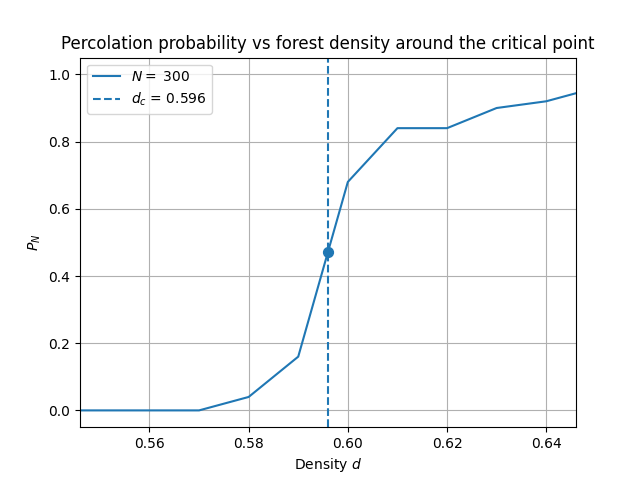 Percolation probability vs forest density around the critical point
N = 300
d_c = 0.596
1.0
0.8
0.6
0.4
0.2
0.0
P_N
0.56
0.58
0.60
0.62
0.64
Density d